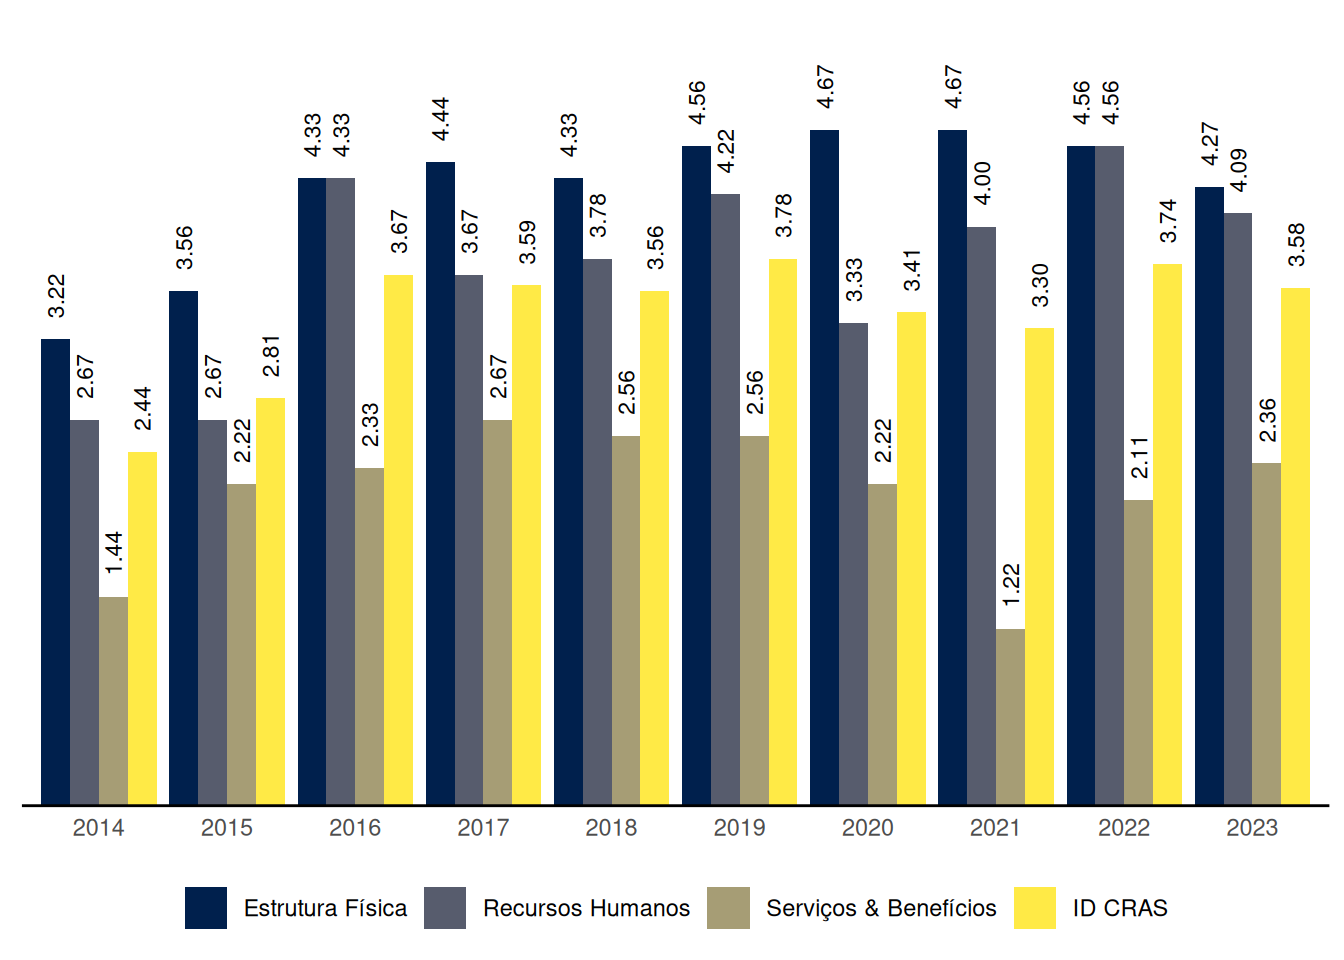 3.22 2.67 1.44 2.44
3.56 2.67 2.22 2.81
4.33 4.33 2.33 3.67
4.44 3.67 2.67 3.59
4.33 3.78 2.56 3.56
4.56 4.22 2.56 3.78
4.67 3.33 2.22 3.41
4.67 4.00 1.22 3.30
4.56 4.56 2.11 3.74
4.27 4.09 2.36 3.58
2014 2015 2016 2017 2018 2019 2020 2021 2022 2023
Estrutura Física Recursos Humanos Serviços & Benefícios ID CRAS